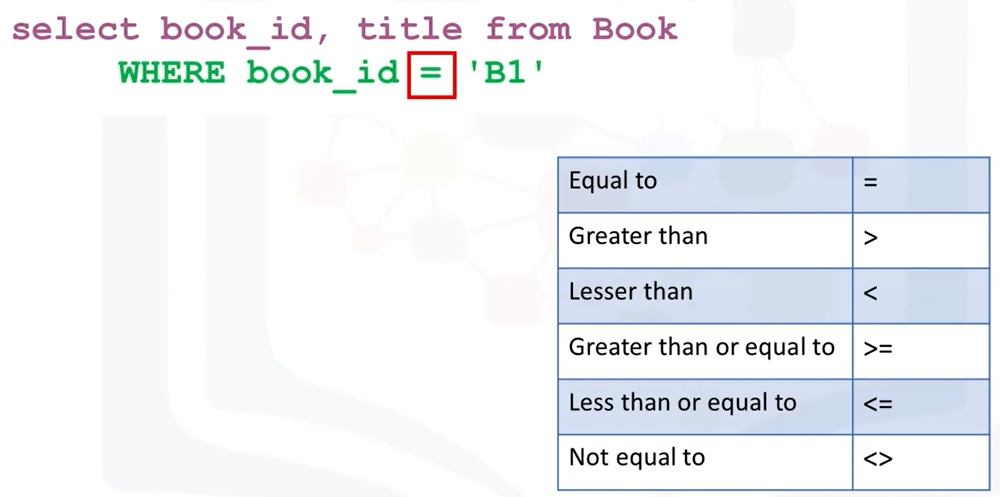 select book_id, title from Book
WHERE book_id = 'B1'
Equal to =
Greater than >
Lesser than <
Greater than or equal to >=
Less than or equal to <=
Not equal to <>